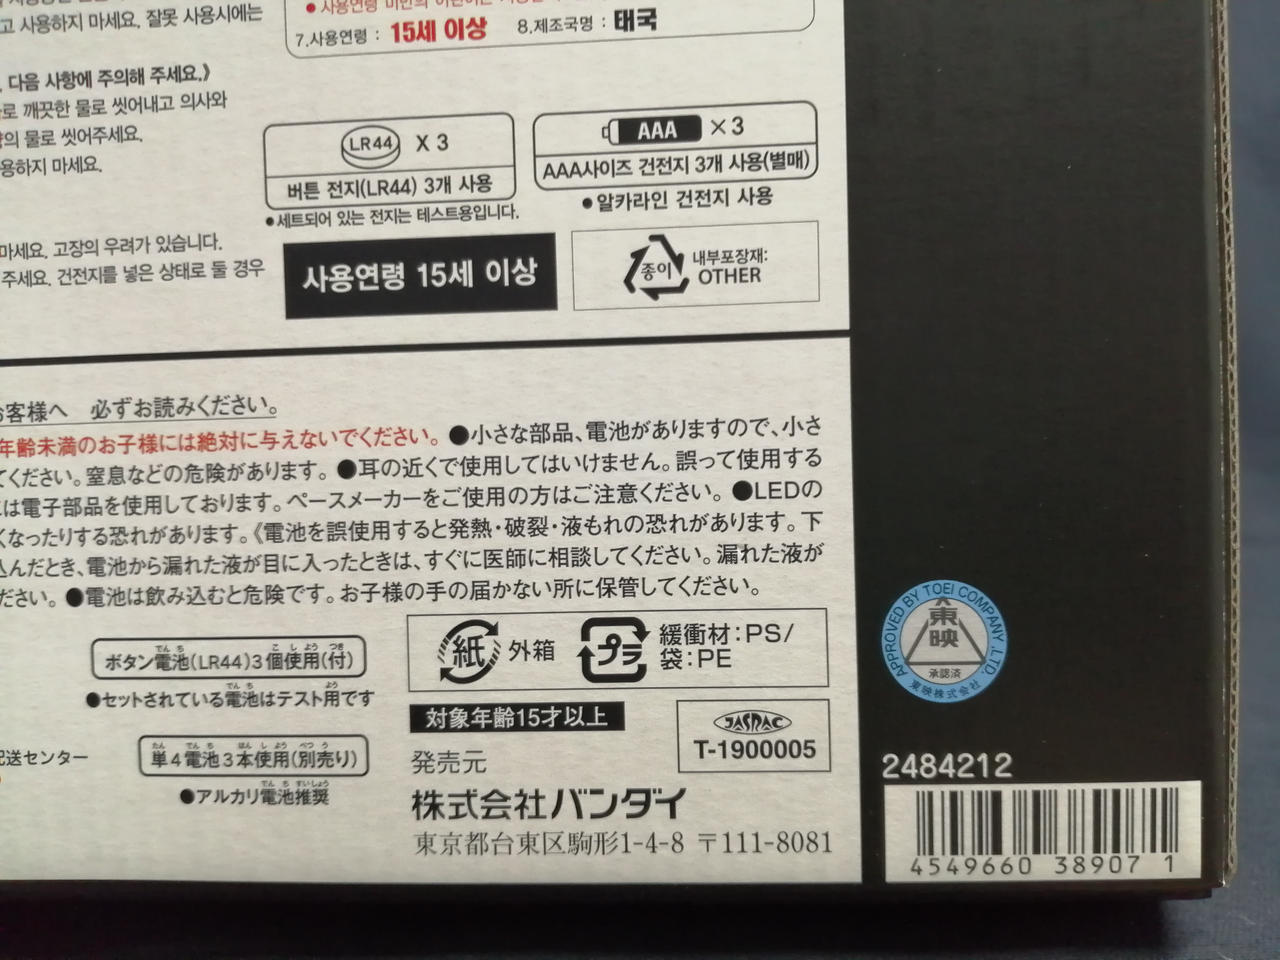 고 사용하지 마세요. 잘못 사용시에는
7.사용연령 : 15세 이상 8.제조국명 : 태국
다음 사항에 주의해 주세요.》
로 깨끗한 물로 씻어내고 의사와
의 물로 씻어주세요.
용하지 마세요.
LR44 X 3
버튼 전지(LR44) 3개 사용
●세트되어 있는 전지는 테스트용입니다.
AAA ×3
AAA사이즈 건전지 3개 사용(별매)
●알카라인 건전지 사용
마세요. 고장의 우려가 있습니다.
주세요. 건전지를 넣은 상태로 둘 경우
사용연령 15세 이상
종이
내부포장재:
OTHER
お客様へ 必ずお読みください。
年齢未満のお子様には絶対に与えないでください。●小さな部品、電池がありますので、小さ
てください。窒息などの危険があります。●耳の近くで使用してはいけません。誤って使用する
は電子部品を使用しております。ペースメーカーをご使用の方はご注意ください。●LEDの
くなったりする恐れがあります。《電池を誤使用すると発熱・破裂・液もれの恐れがあります。下
込んだとき、電池から漏れた液が目に入ったときは、すぐに医師に相談してください。漏れた液が
ださい。●電池は飲み込むと危険です。お子様の手の届かない所に保管してください。
ボタン電池(LR44)3個使用(付)
●セットされている電池はテスト用です
配送センター
単4電池3本使用(別売り)
●アルカリ電池推奨
紙 外箱
プラ 緩衝材:PS/
袋:PE
対象年齢15才以上
JASRAC
T-1900005
発売元
株式会社バンダイ
東京都台東区駒形1-4-8 〒111-8081
APPROVED BY TOEI COMPANY,LTD.
東映
承認済
東映株式会社
2484212
4549660 38907 1